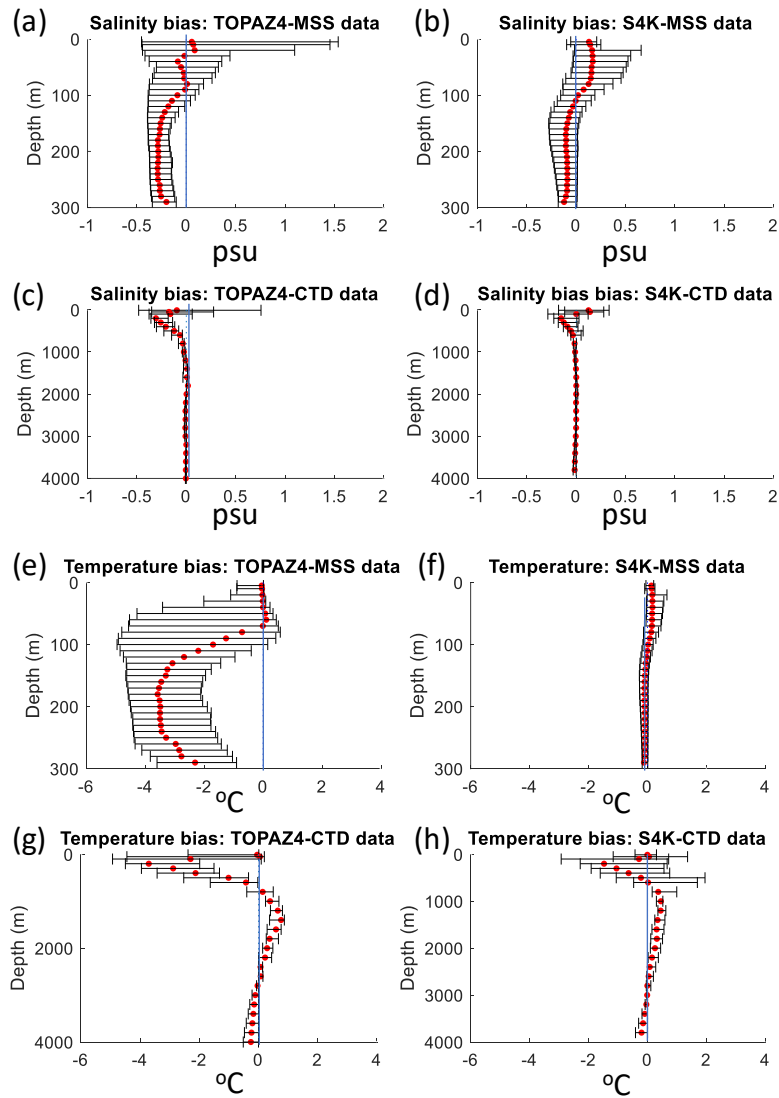 (a) Salinity bias: TOPAZ4-MSS data
0
100
200
300
Depth (m)
-1 -0.5 0 0.5 1 1.5 2
psu
(b) Salinity bias: S4K-MSS data
0
100
200
300
Depth (m)
-1 -0.5 0 0.5 1 1.5 2
psu
(c) Salinity bias: TOPAZ4-CTD data
0
1000
2000
3000
4000
Depth (m)
-1 -0.5 0 0.5 1 1.5 2
psu
(d) Salinity bias bias: S4K-CTD data
0
1000
2000
3000
4000
Depth (m)
-1 -0.5 0 0.5 1 1.5 2
psu
(e) Temperature bias: TOPAZ4-MSS data
0
100
200
300
Depth (m)
-6 -4 -2 0 2 4
ºC
(f) Temperature: S4K-MSS data
0
100
200
300
Depth (m)
-6 -4 -2 0 2 4
ºC
(g) Temperature bias: TOPAZ4-CTD data
0
2000
4000
Depth (m)
-6 -4 -2 0 2 4
ºC
(h) Temperature bias: S4K-CTD data
0
1000
2000
3000
4000
Depth (m)
-6 -4 -2 0 2 4
ºC